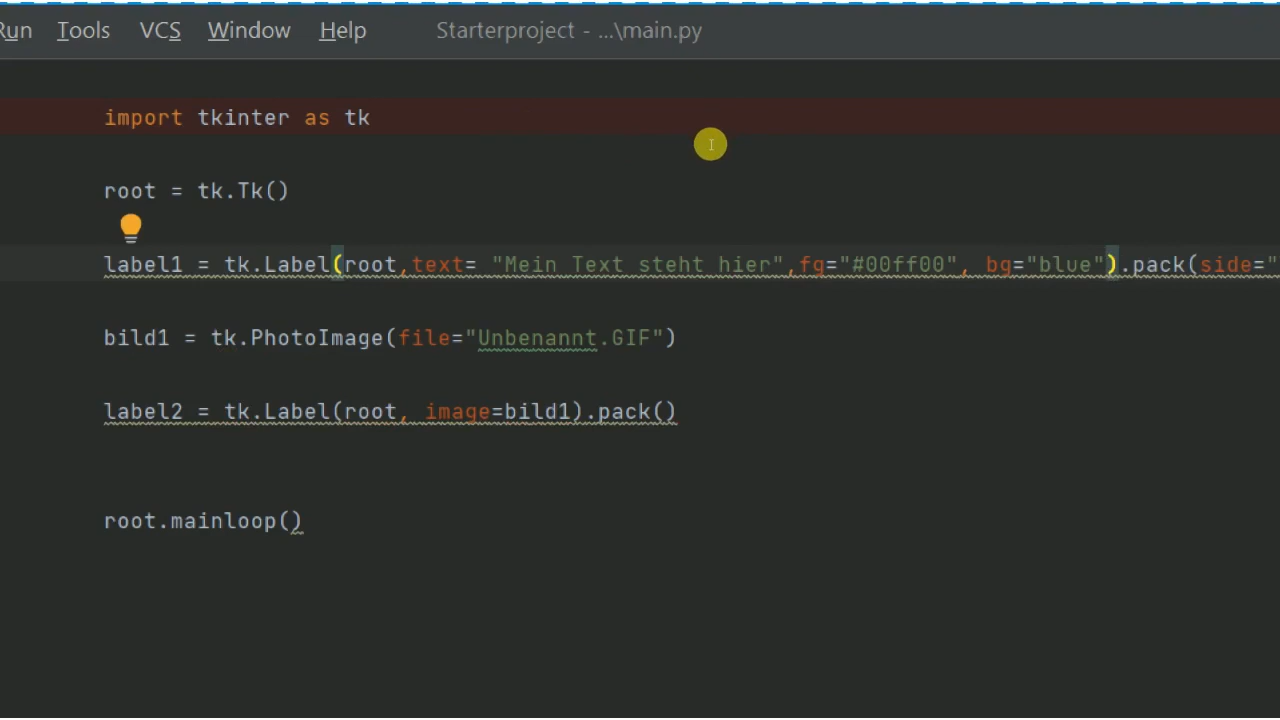 Run Tools VCS Window Help Starterproject - ...\main.py
import tkinter as tk
root = tk.Tk()
label1 = tk.Label(root,text= "Mein Text steht hier",fg="#00ff00", bg="blue").pack(side="
bild1 = tk.PhotoImage(file="Unbenannt.GIF")
label2 = tk.Label(root, image=bild1).pack()
root.mainloop()